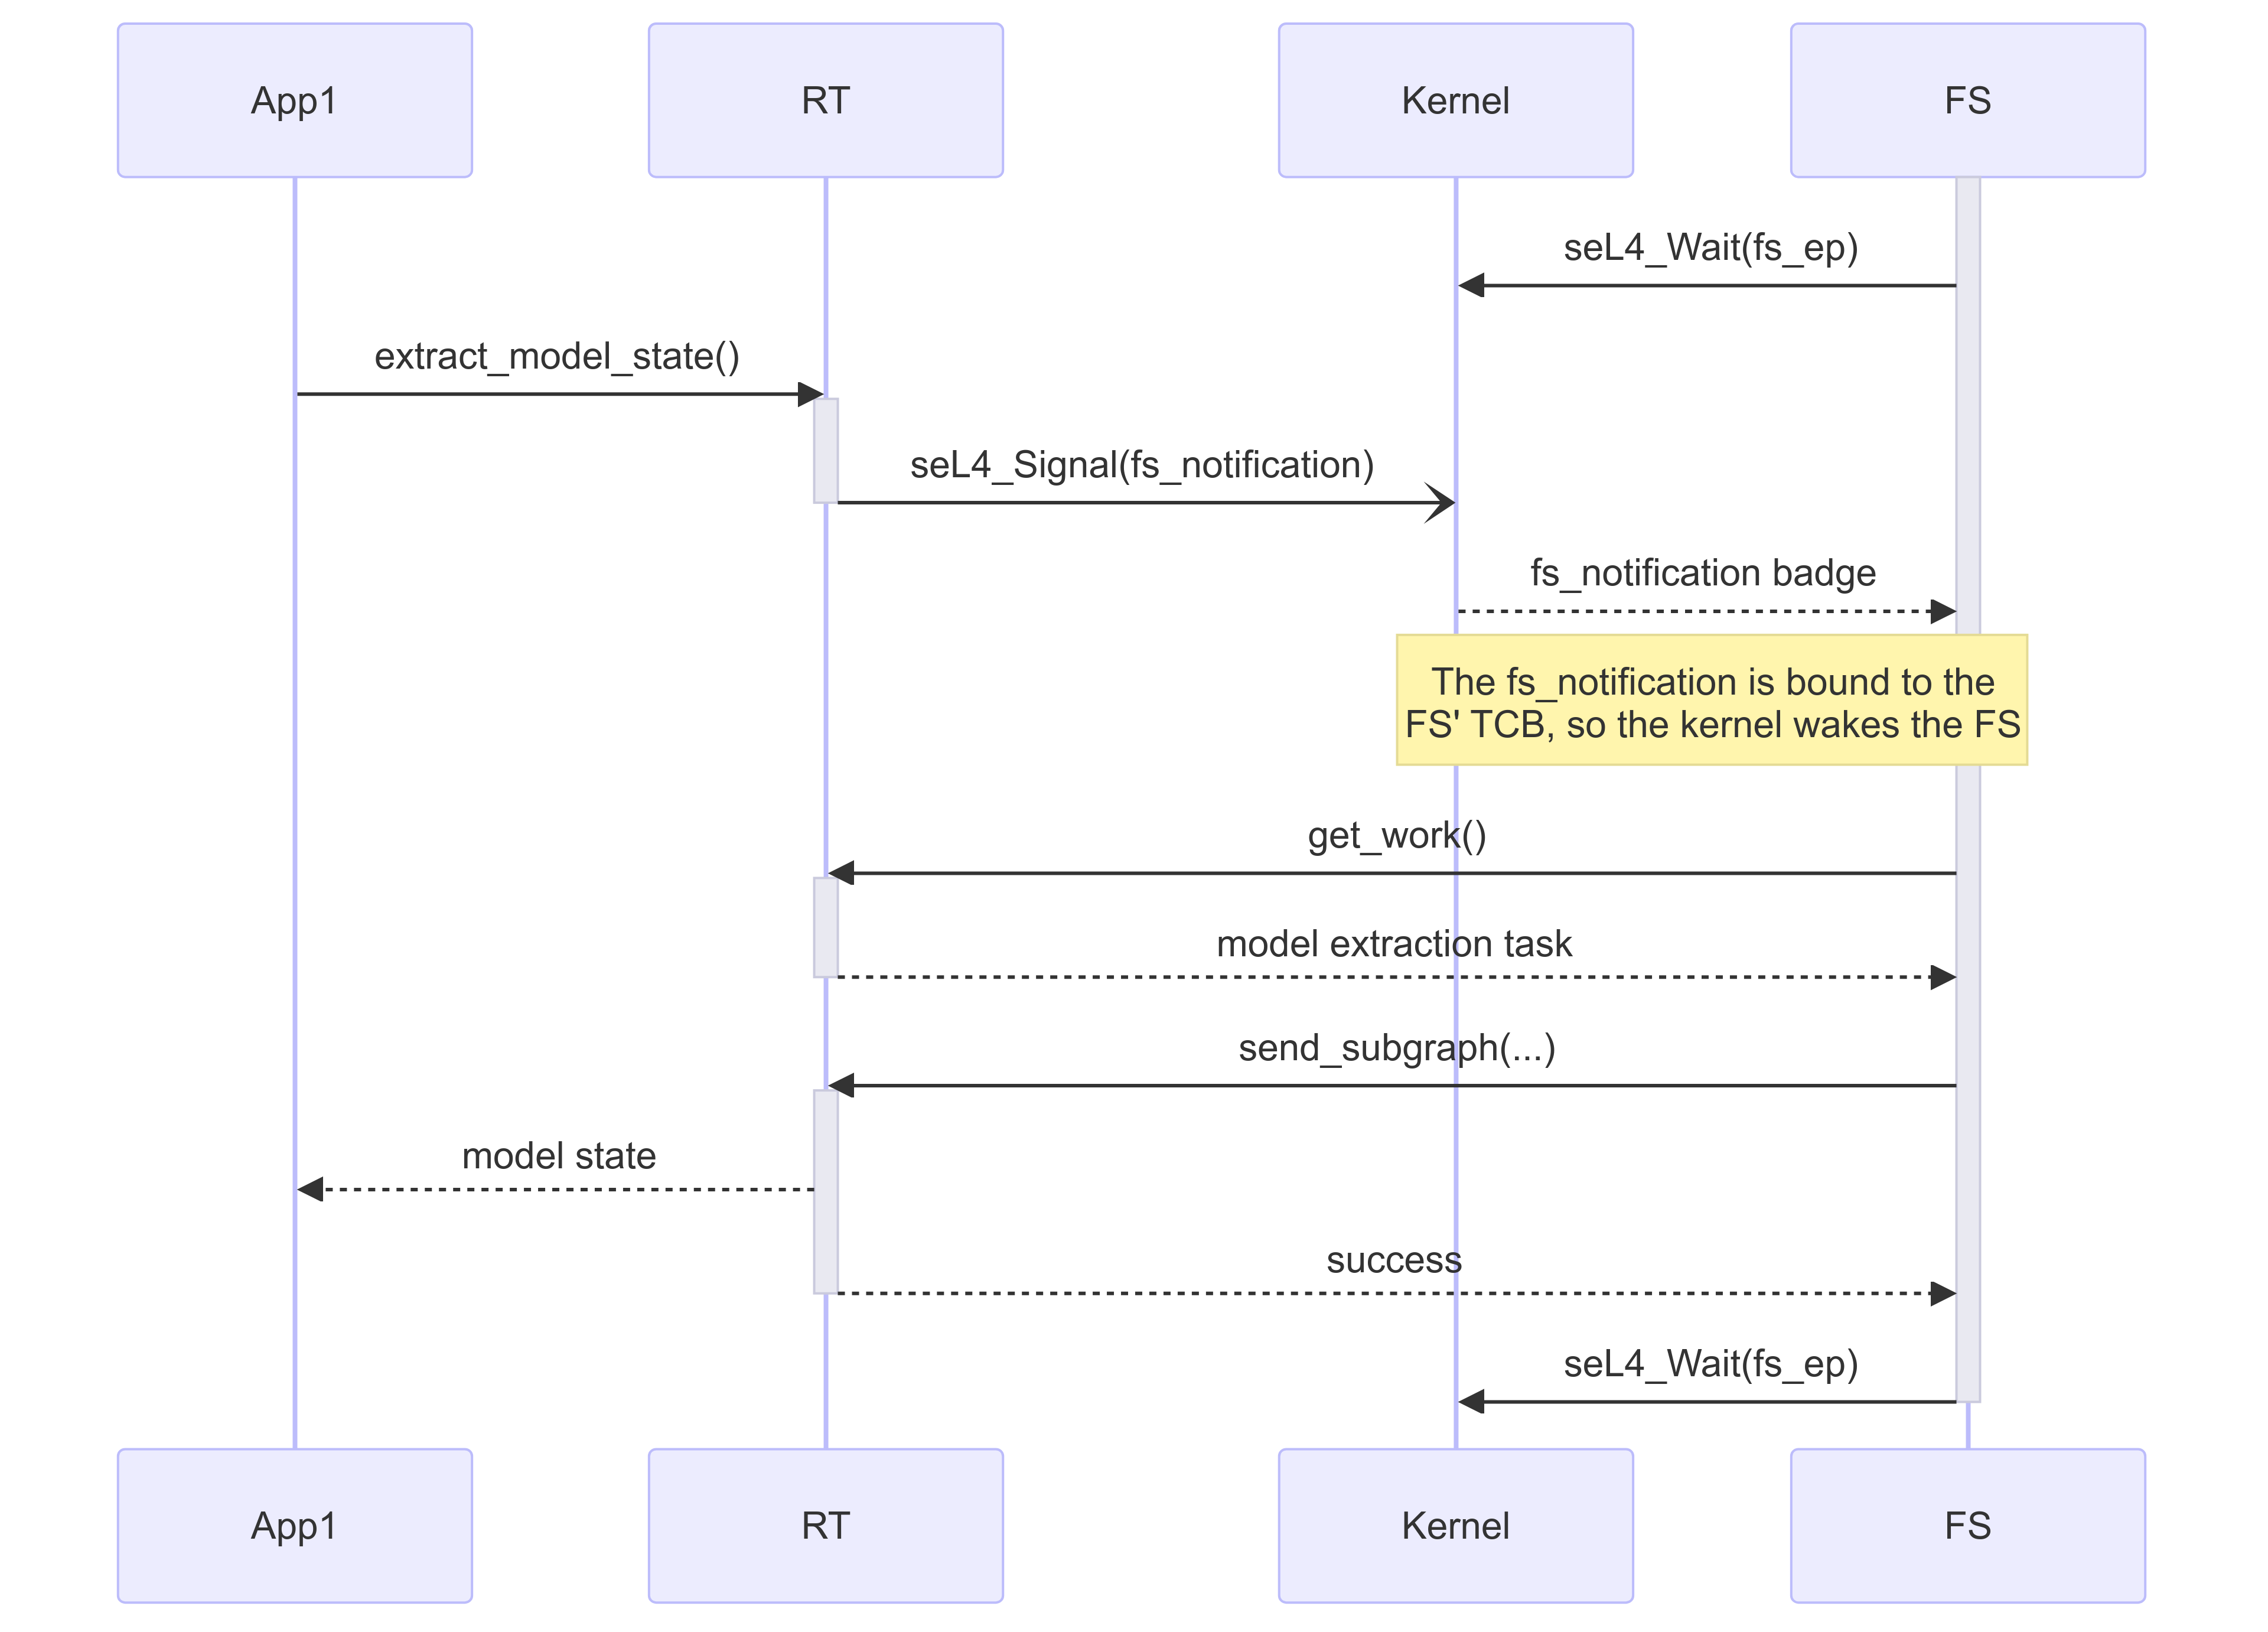 App1
RT
Kernel
FS
seL4_Wait(fs_ep)
extract_model_state()
seL4_Signal(fs_notification)
fs_notification badge
The fs_notification is bound to the
FS' TCB, so the kernel wakes the FS
get_work()
model extraction task
send_subgraph(...)
model state
success
seL4_Wait(fs_ep)
App1
RT
Kernel
FS